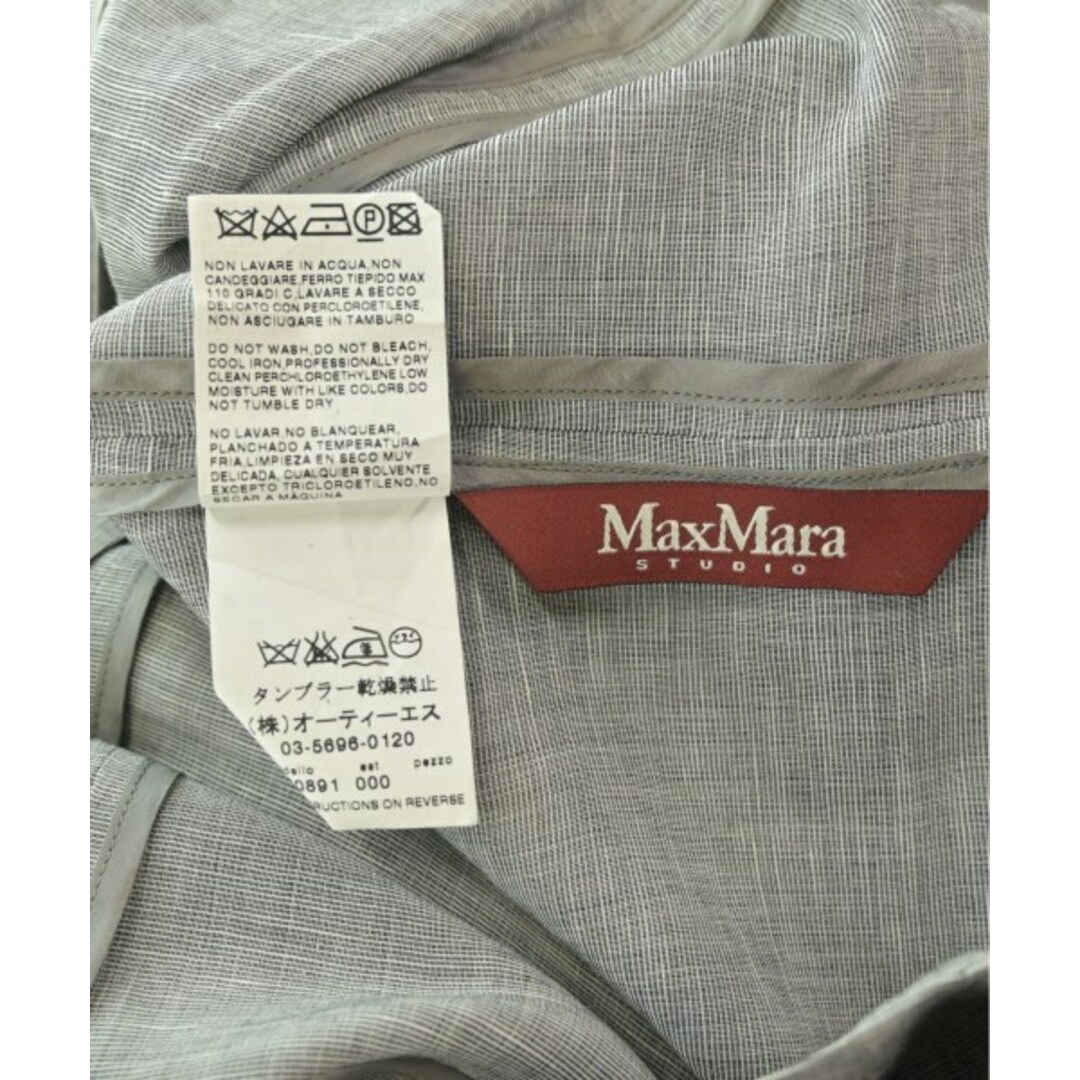 NON LAVARE IN ACQUA,NON
CANDEGGIARE,FERRO TIEPIDO MAX
110 GRADI C,LAVARE A SECCO
DELICATO CON PERCLOROETILENE,
NON ASCIUGARE IN TAMBURO
DO NOT WASH,DO NOT BLEACH,
COOL IRON,PROFESSIONALLY DRY
CLEAN PERCHLOROETHYLENE LOW
MOISTURE WITH LIKE COLORS,DO
NOT TUMBLE DRY
NO LAVAR,NO BLANQUEAR,
PLANCHADO A TEMPERATURA
FRIA,LIMPIEZA EN SECO MUY
DELICADA, CUALQUIER SOLVENTE
EXCEPTO TRICLOROETILENO,NO
SECAR A MÁQUINA
MaxMara
STUDIO
タンブラー乾燥禁止
(株)オーティーエス
03-5696-0120
est. pezzo
0891 000
ON REVERSE